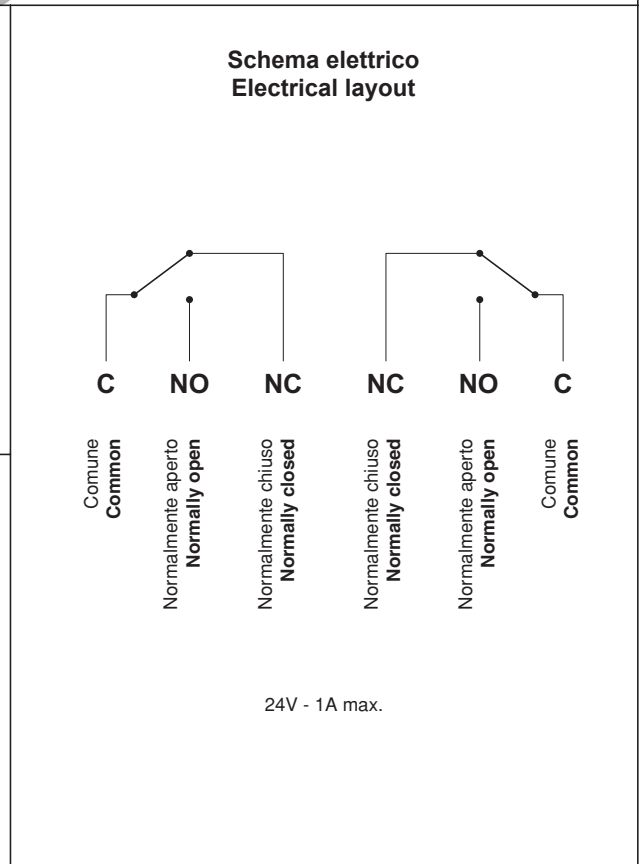 Schema elettrico
Electrical layout
C NO NC NC NO C
Comune
Common
Normalmente aperto
Normally open
Normalmente chiuso
Normally closed
Normalmente chiuso
Normally closed
Normalmente aperto
Normally open
Comune
Common
24V - 1A max.